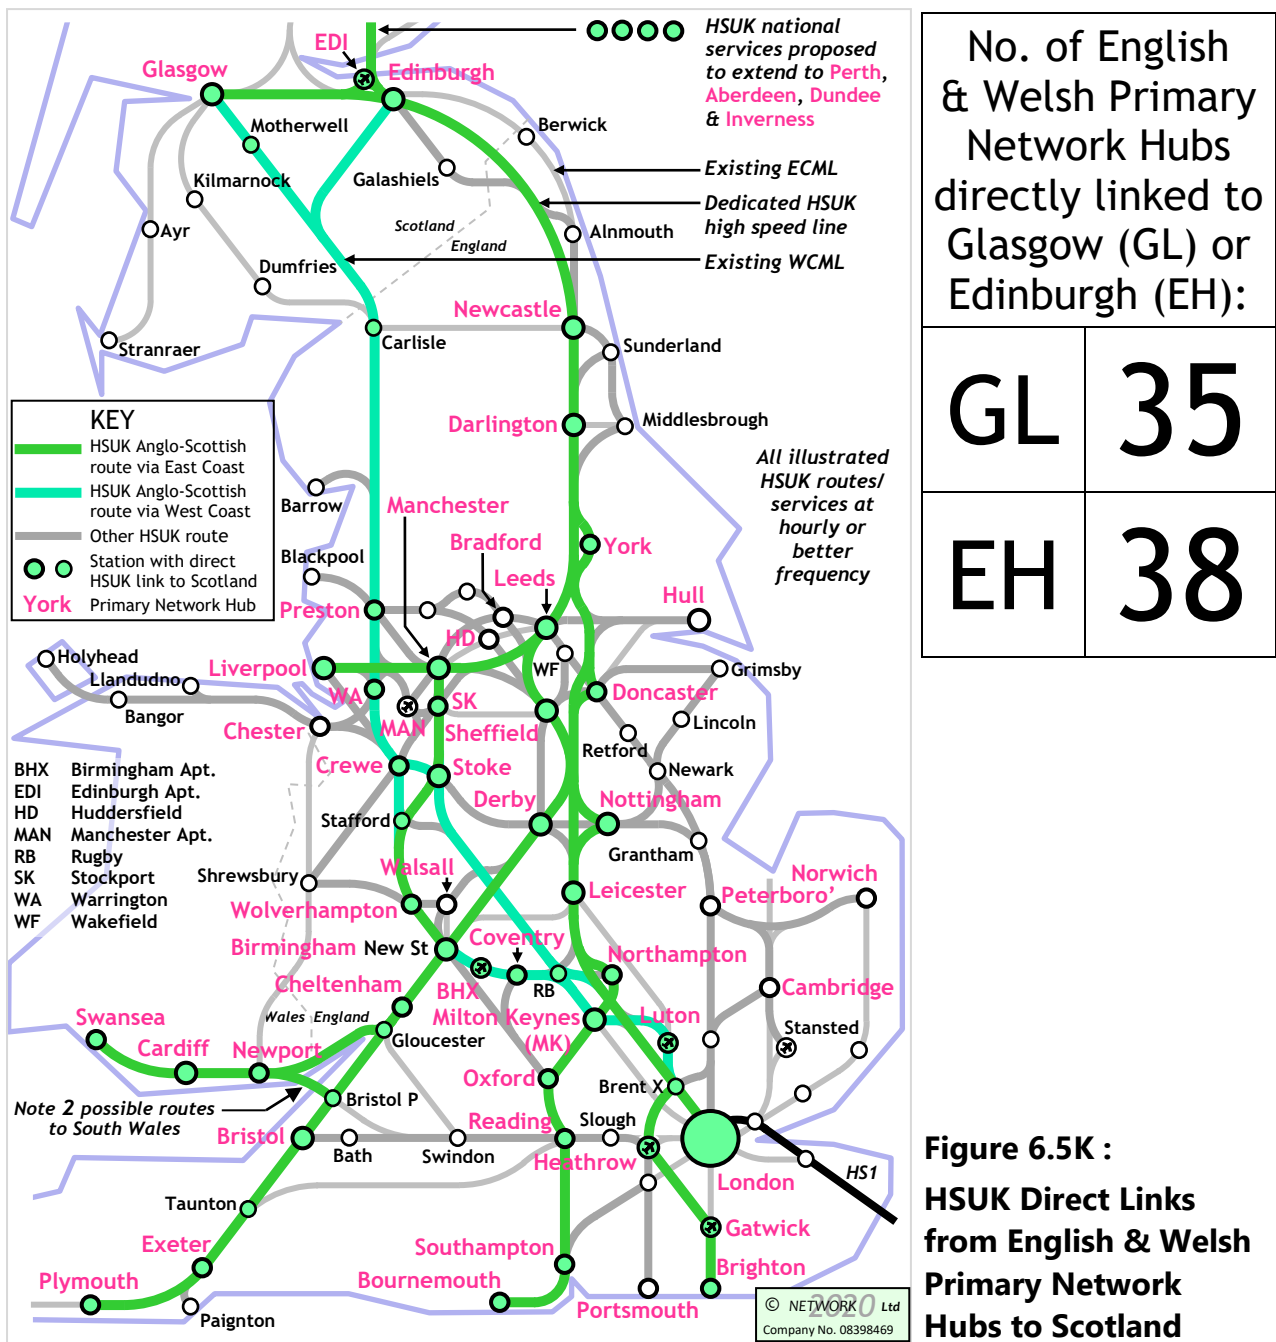 HSUK national
services proposed
to extend to Perth,
Aberdeen, Dundee
& Inverness
EDI
Glasgow
Edinburgh
Motherwell
Berwick
Kilmarnock
Galashiels
Existing ECML
Dedicated HSUK
high speed line
Ayr
Scotland
England
Alnmouth
Existing WCML
Dumfries
Newcastle
Carlisle
Stranraer
Sunderland
KEY
HSUK Anglo-Scottish
route via East Coast
HSUK Anglo-Scottish
route via West Coast
Other HSUK route
Station with direct
HSUK link to Scotland
York Primary Network Hub
Darlington
Middlesbrough
All illustrated
HSUK routes/
services at
hourly or
better
frequency
Barrow
Manchester
Bradford
York
Blackpool
Leeds
Preston
Hull
HD
Holyhead
Llandudno
Bangor
Liverpool
WF
Grimsby
WA
MAN
SK
Doncaster
Chester
Sheffield
Lincoln
Retford
Crewe
Stoke
Newark
BHX Birmingham Apt.
EDI Edinburgh Apt.
HD Huddersfield
MAN Manchester Apt.
RB Rugby
SK Stockport
WA Warrington
WF Wakefield
Derby
Nottingham
Stafford
Grantham
Shrewsbury
Walsall
Leicester
Norwich
Peterboro’
Wolverhampton
Birmingham New St
Coventry
Northampton
Cheltenham
BHX
RB
Cambridge
Swansea
Wales England
Milton Keynes
(MK)
Luton
Stansted
Cardiff
Newport
Gloucester
Oxford
Brent X
Note 2 possible routes
to South Wales
Bristol P
Bristol
Bath
Swindon
Reading
Slough
Heathrow
London
HS1
Taunton
Gatwick
Exeter
Southampton
Plymouth
Bournemouth
Brighton
Paignton
Portsmouth
© NETWORK 2020 Ltd
Company No. 08398469
No. of English
& Welsh Primary
Network Hubs
directly linked to
Glasgow (GL) or
Edinburgh (EH):
GL 35
EH 38
Figure 6.5K :
HSUK Direct Links
from English & Welsh
Primary Network
Hubs to Scotland